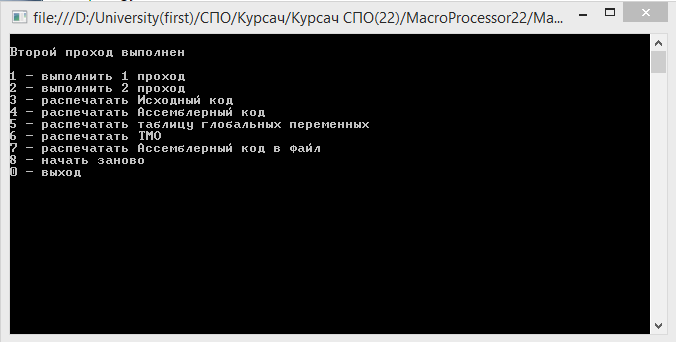 file:///D:/University(first)/СПО/Курсач/Курсач СПО(22)/MacroProcessor22/Ma...
Второй проход выполнен
1 - выполнить 1 проход
2 - выполнить 2 проход
3 - распечатать Исходный код
4 - распечатать Ассемблерный код
5 - распечатать таблицу глобальных переменных
6 - распечатать ТМО
7 - распечатать Ассемблерный код в файл
8 - начать заново
0 - выход